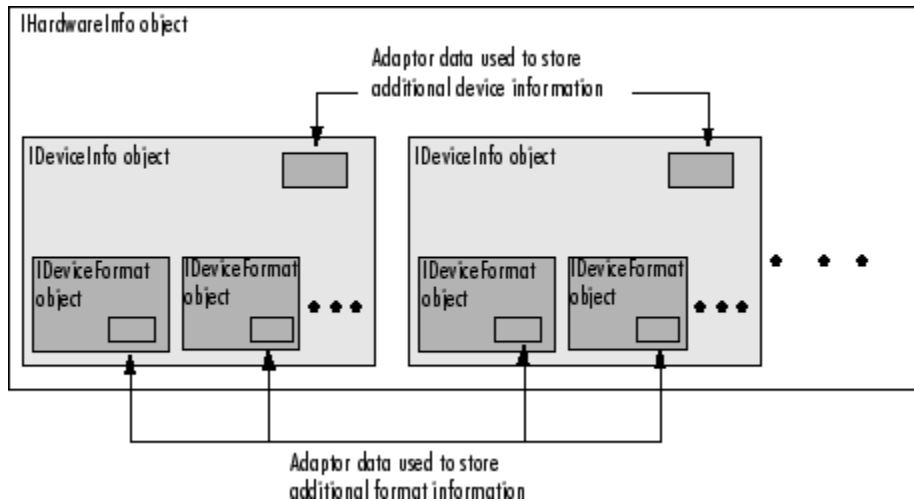 IHardwareInfo object
Adaptor data used to store
additional device information
IDeviceInfo object
IDeviceInfo object
IDeviceFormat
object
IDeviceFormat
object
IDeviceFormat
object
IDeviceFormat
object
Adaptor data used to store
additional format information